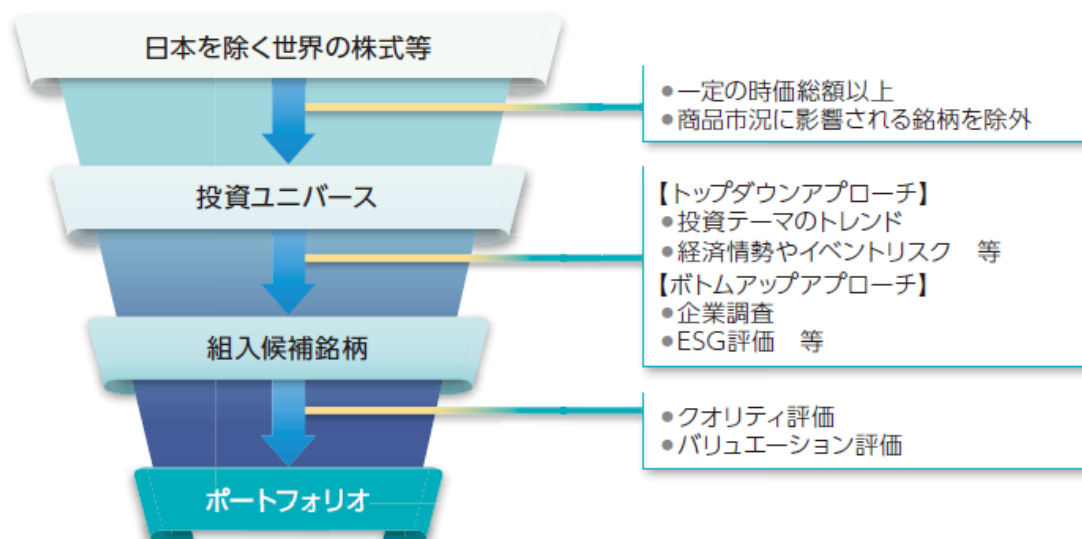 日本を除く世界の株式等
●一定の時価総額以上
●商品市況に影響される銘柄を除外
投資ユニバース
【トップダウンアプローチ】
●投資テーマのトレンド
●経済情勢やイベントリスク　等
【ボトムアップアプローチ】
●企業調査
●ESG評価　等
組入候補銘柄
●クオリティ評価
●バリュエーション評価
ポートフォリオ